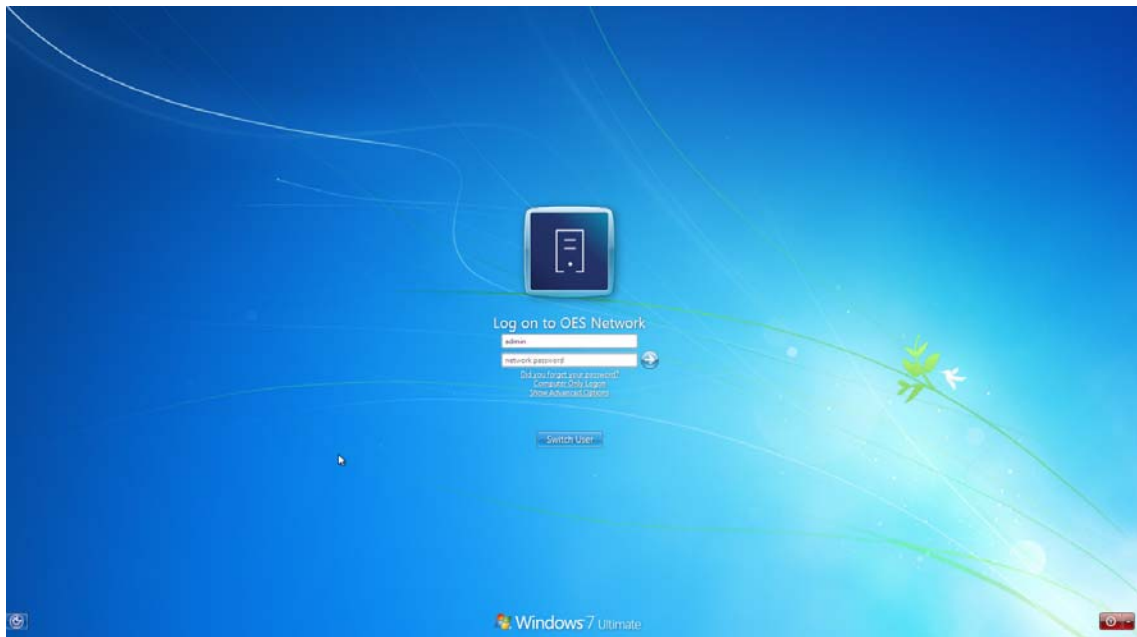 Log on to OES Network
admin
network password
Did you forget your password?
Computer Only Logon
Show Advanced Options
Switch User
Windows 7 Ultimate